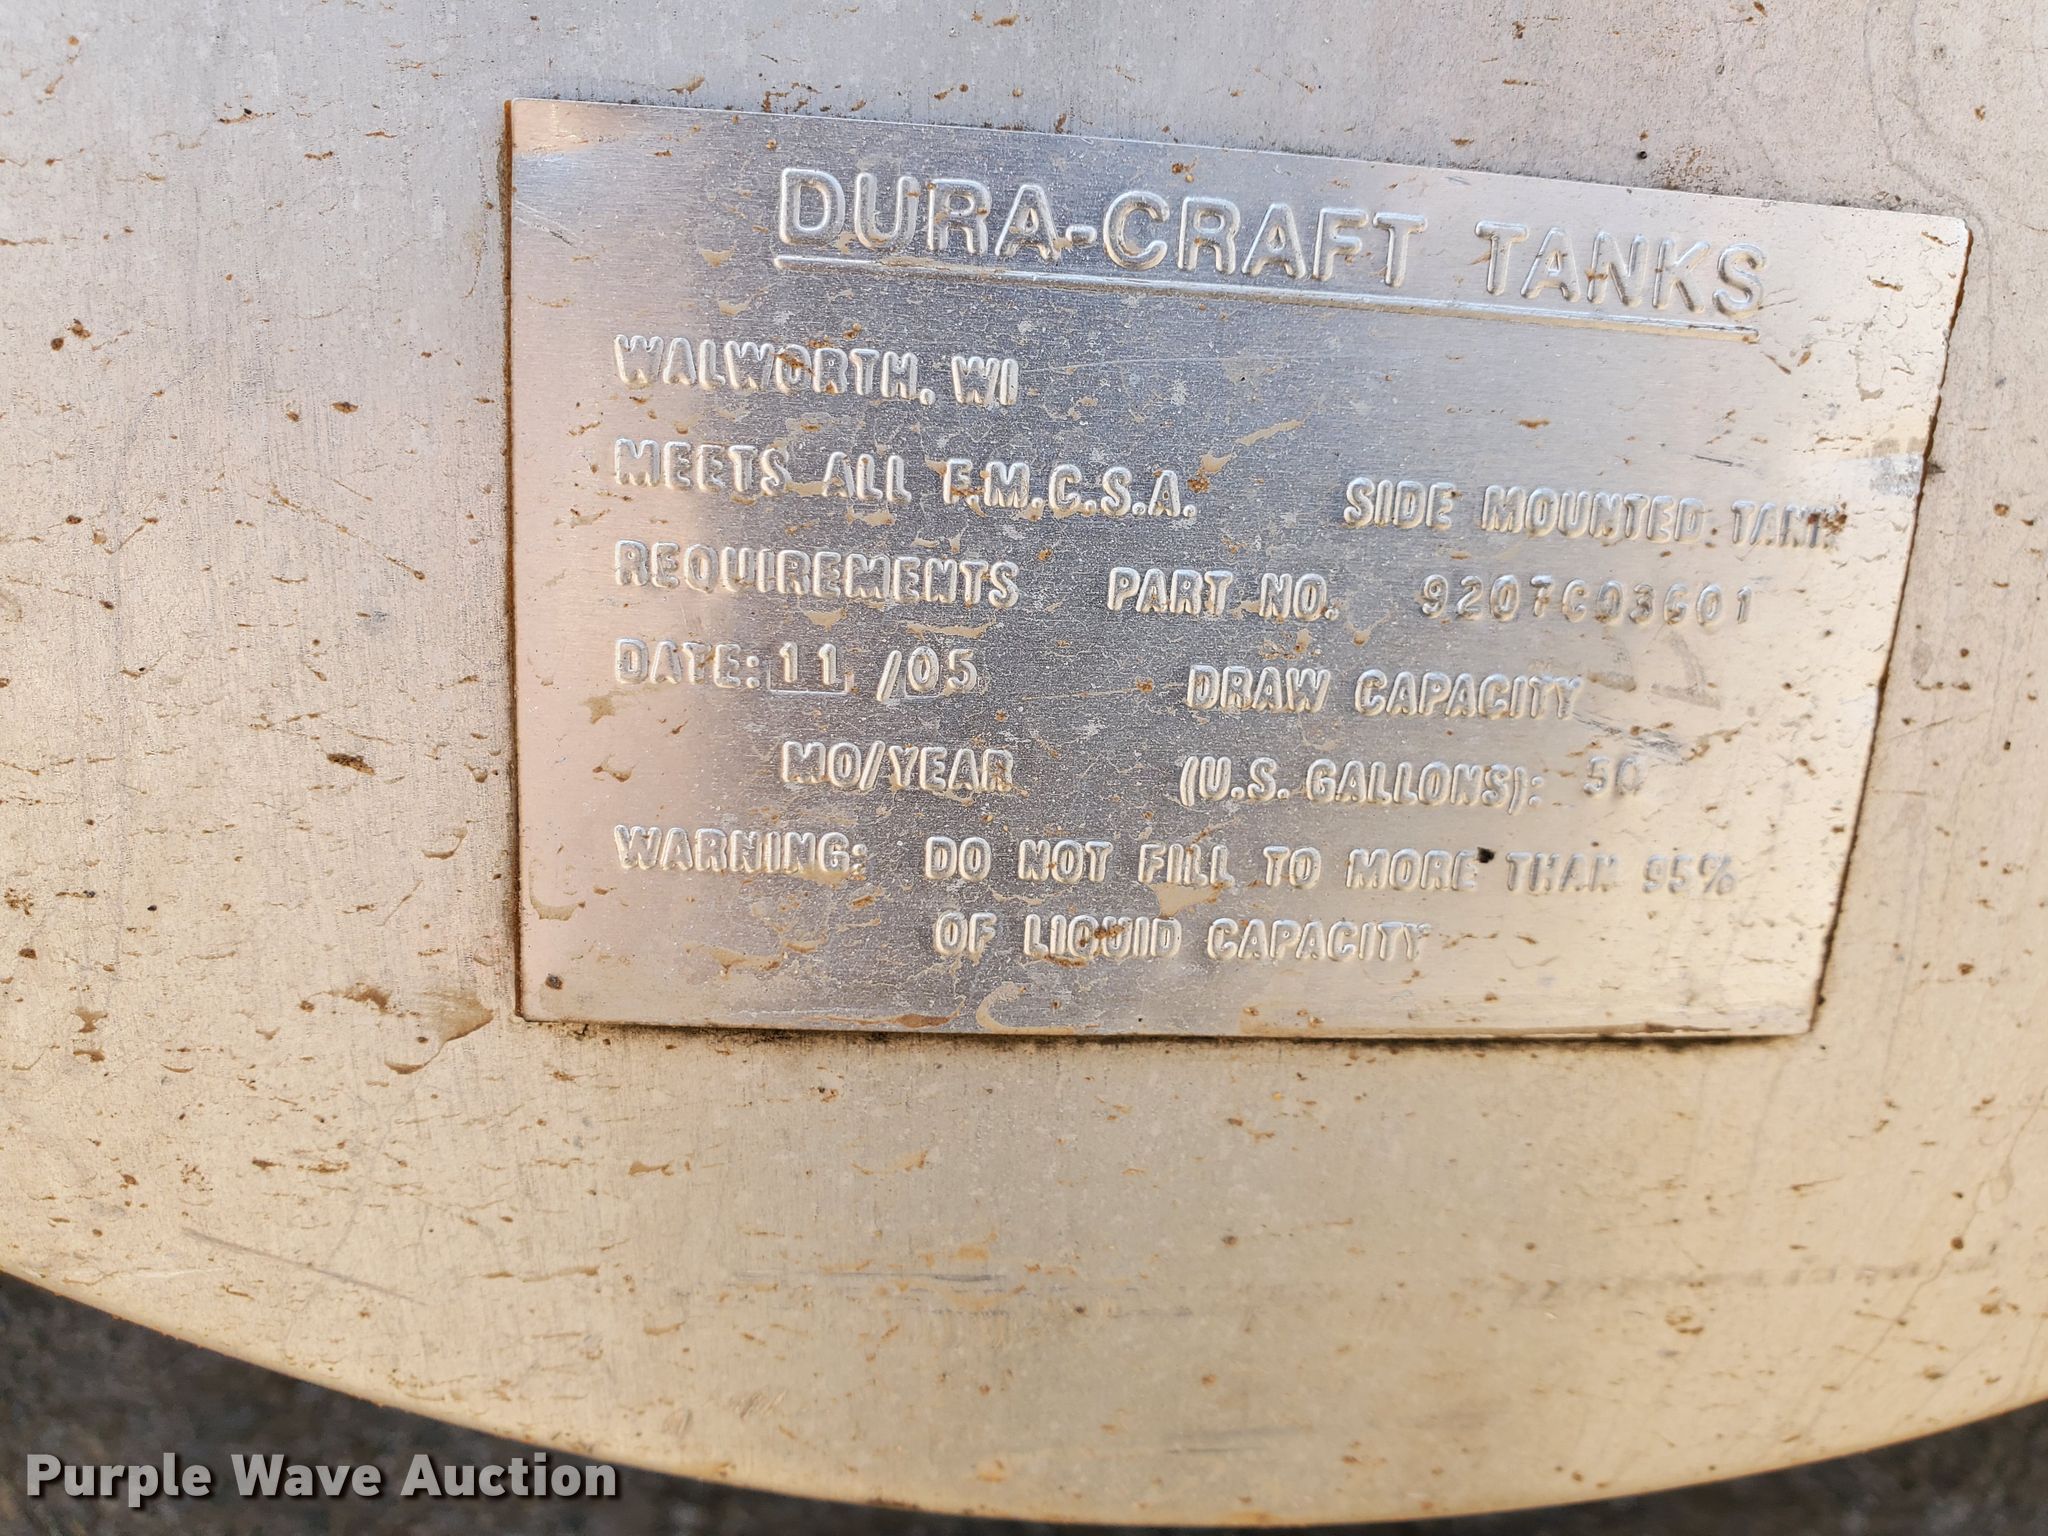 DURA-CRAFT TANKS
WALWORTH, WI
MEETS ALL F.M.C.S.A. SIDE MOUNTED TANK
REQUIREMENTS PART NO. 9207C03601
DATE: 11 /05 DRAW CAPACITY
MO/YEAR (U.S. GALLONS): 50
WARNING: DO NOT FILL TO MORE THAN 95%
OF LIQUID CAPACITY
Purple Wave Auction